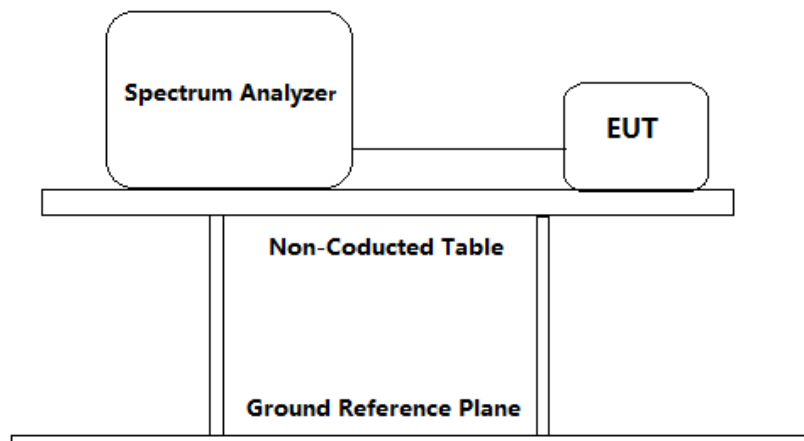 Spectrum Analyzer
EUT
Non-Coducted Table
Ground Reference Plane